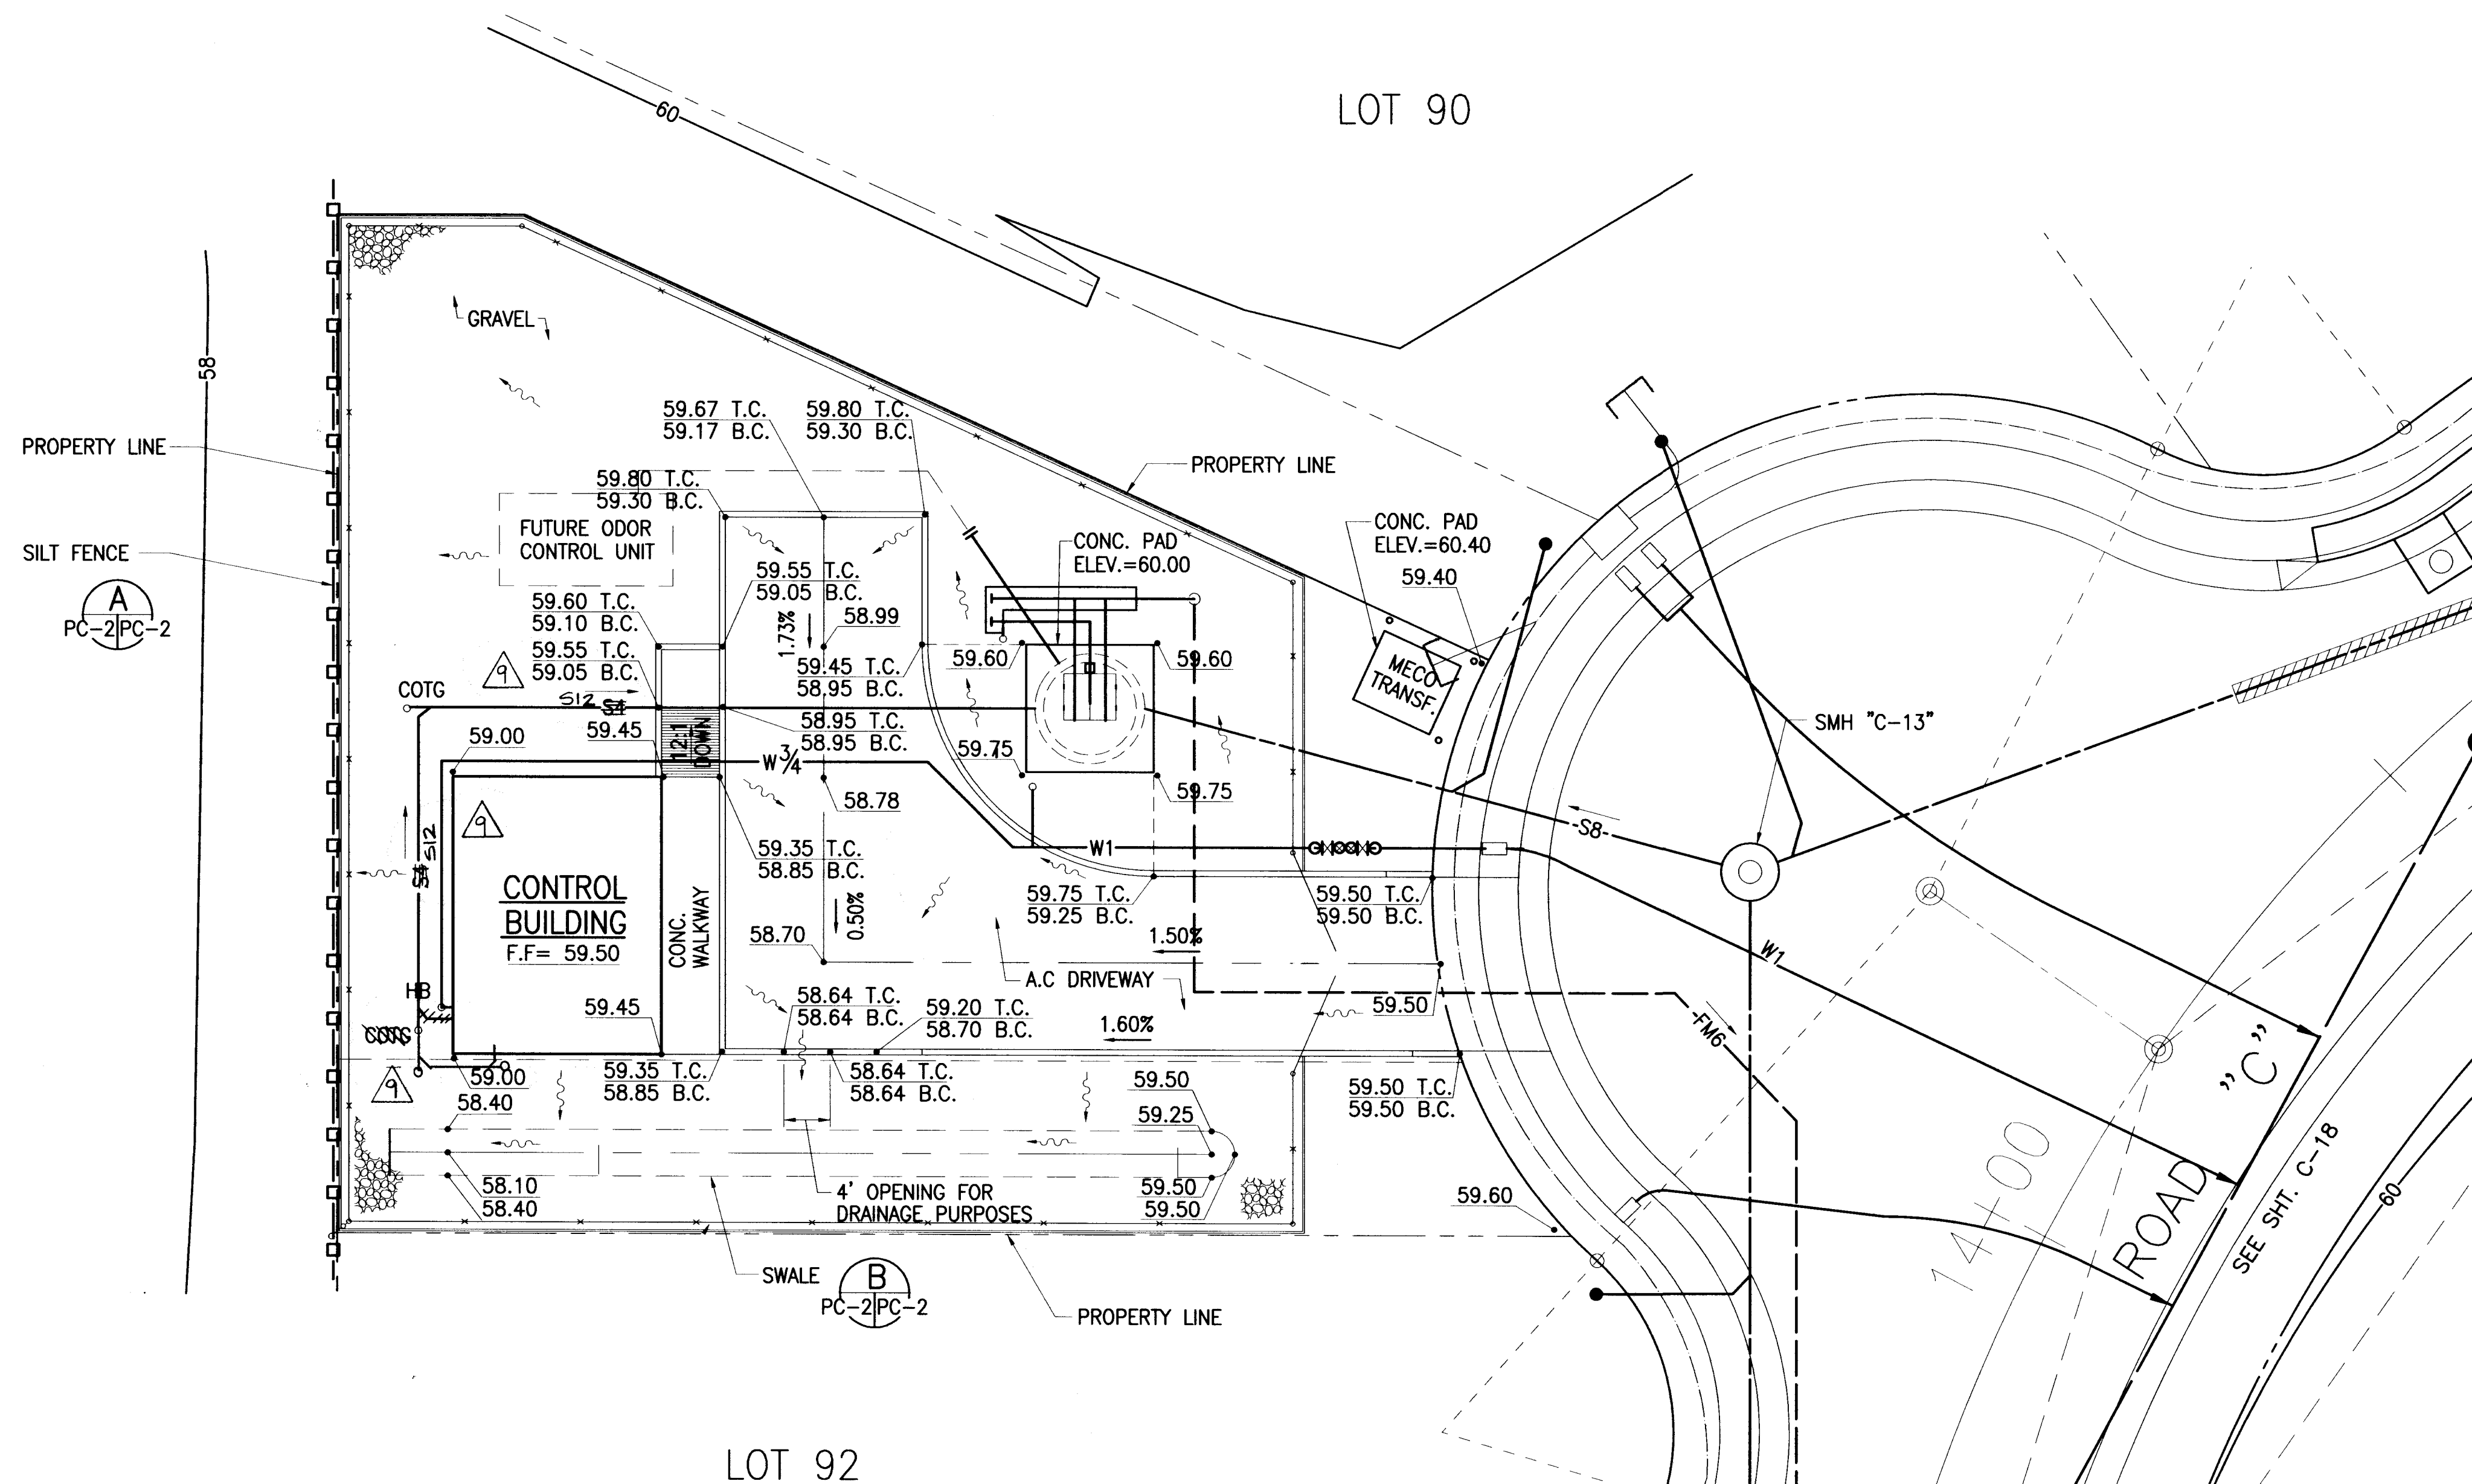 LOT 90
60
GRAVEL
58
PROPERTY LINE
SILT FENCE
A
PC-2 PC-2
59.67 T.C.
59.17 B.C.
59.80 T.C.
59.30 B.C.
59.80 T.C.
59.30 B.C.
FUTURE ODOR
CONTROL UNIT
PROPERTY LINE
CONC. PAD
ELEV.=60.00
CONC. PAD
ELEV.=60.40
59.40
59.55 T.C.
59.05 B.C.
59.60 T.C.
59.10 B.C.
59.55 T.C.
59.05 B.C.
1.73%
58.99
59.45 T.C.
58.95 B.C.
59.60
59.60
MECO
TRANSF.
9
COTG
S12 S4
59.00
59.45
12:1
DOWN
58.95 T.C.
58.95 B.C.
W 3/4
59.75
59.75
58.78
SMH "C-13"
S8
9
S4 S12
59.35 T.C.
58.85 B.C.
W1
59.75 T.C.
59.25 B.C.
59.50 T.C.
59.50 B.C.
CONTROL
BUILDING
F.F= 59.50
CONC.
WALKWAY
0.50%
58.70
1.50%
A.C DRIVEWAY
W1
HB
COTG
59.45
58.64 T.C.
58.64 B.C.
59.20 T.C.
58.70 B.C.
1.60%
59.50
FM6
9
59.00
58.40
59.35 T.C.
58.85 B.C.
58.64 T.C.
58.64 B.C.
59.50
59.25
59.50 T.C.
59.50 B.C.
58.10
58.40
4' OPENING FOR
DRAINAGE PURPOSES
59.50
59.50
59.60
SWALE
B
PC-2 PC-2
PROPERTY LINE
14+00
ROAD "C"
SEE SHT. C-18
60
LOT 92